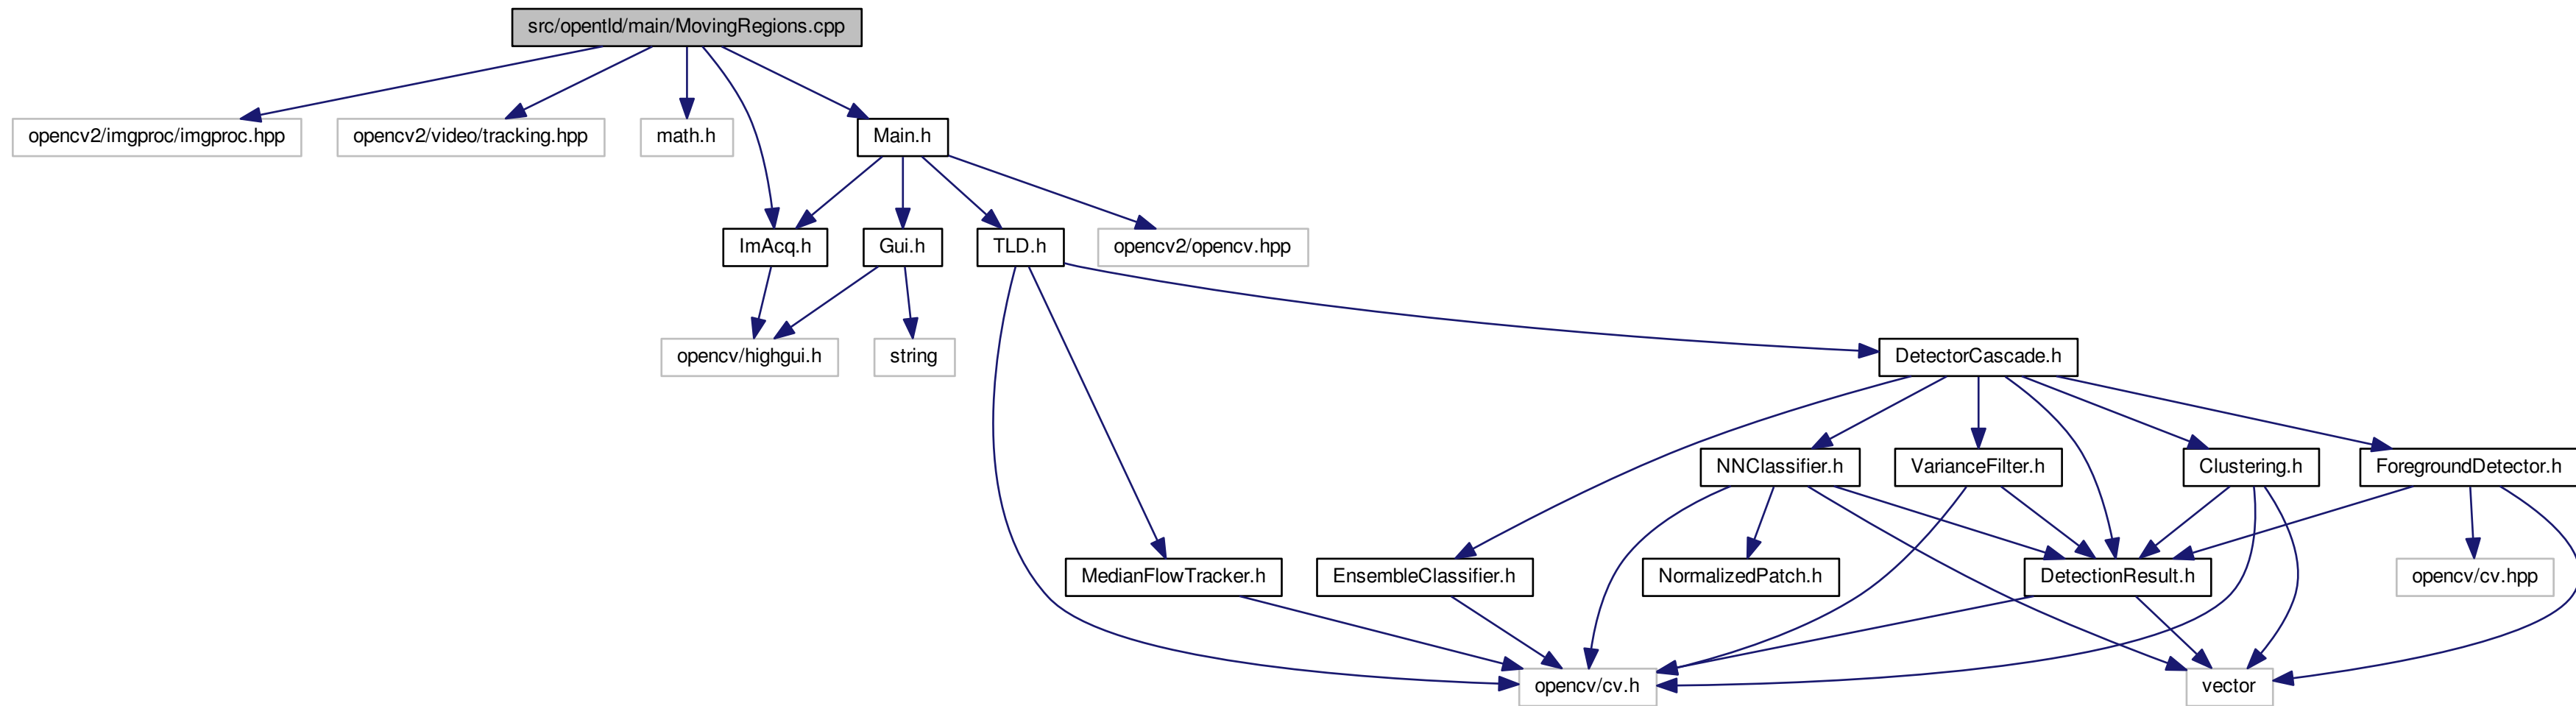 src/opentld/main/MovingRegions.cpp
opencv2/imgproc/imgproc.hpp
opencv2/video/tracking.hpp
math.h
Main.h
ImAcq.h
Gui.h
TLD.h
opencv2/opencv.hpp
opencv/highgui.h
string
DetectorCascade.h
NNClassifier.h
VarianceFilter.h
Clustering.h
ForegroundDetector.h
MedianFlowTracker.h
EnsembleClassifier.h
NormalizedPatch.h
DetectionResult.h
opencv/cv.hpp
opencv/cv.h
vector